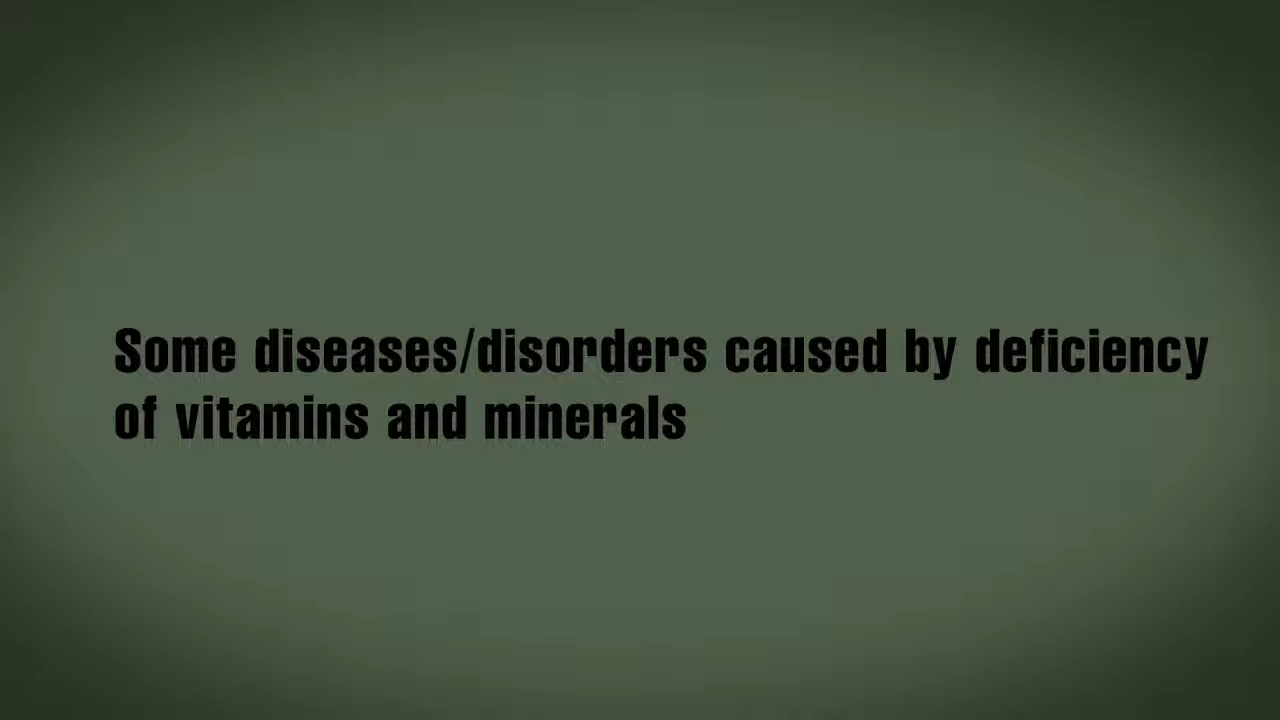 Some diseases/disorders caused by deficiency
of vitamins and minerals